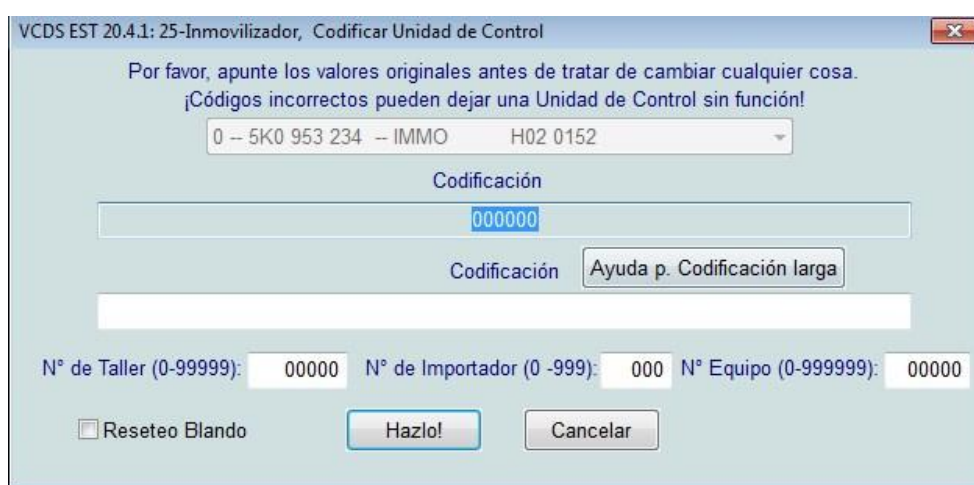 VCDS EST 20.4.1: 25-Inmovilizador, Codificar Unidad de Control
Por favor, apunte los valores originales antes de tratar de cambiar cualquier cosa.
¡Códigos incorrectos pueden dejar una Unidad de Control sin función!
0 -- 5K0 953 234 -- IMMO H02 0152
Codificación
000000
Codificación Ayuda p. Codificación larga
N° de Taller (0-99999): 00000 N° de Importador (0 -999): 000 N° Equipo (0-999999): 00000
Reseteo Blando Hazlo! Cancelar